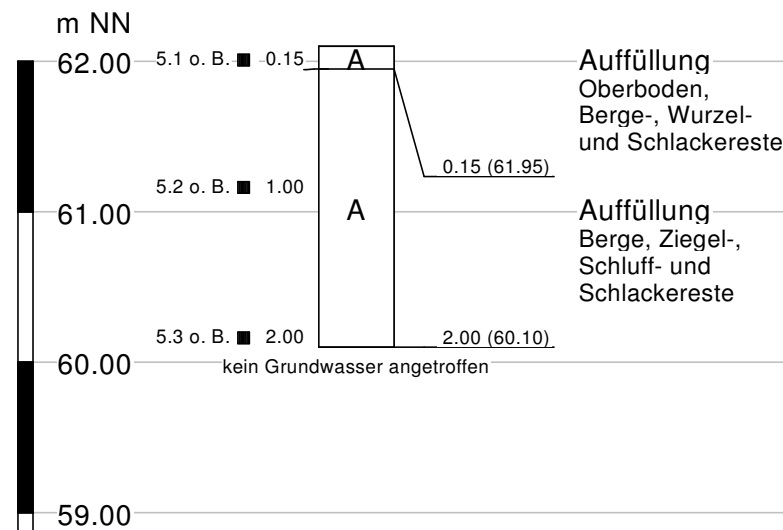 m NN
62.00
5.1 o. B. 0.15
A
Auffüllung
Oberboden,
Berge-, Wurzel-
und Schlackereste
0.15 (61.95)
5.2 o. B. 1.00
61.00
A
Auffüllung
Berge, Ziegel-,
Schluff- und
Schlackereste
5.3 o. B. 2.00
2.00 (60.10)
60.00
kein Grundwasser angetroffen
59.00